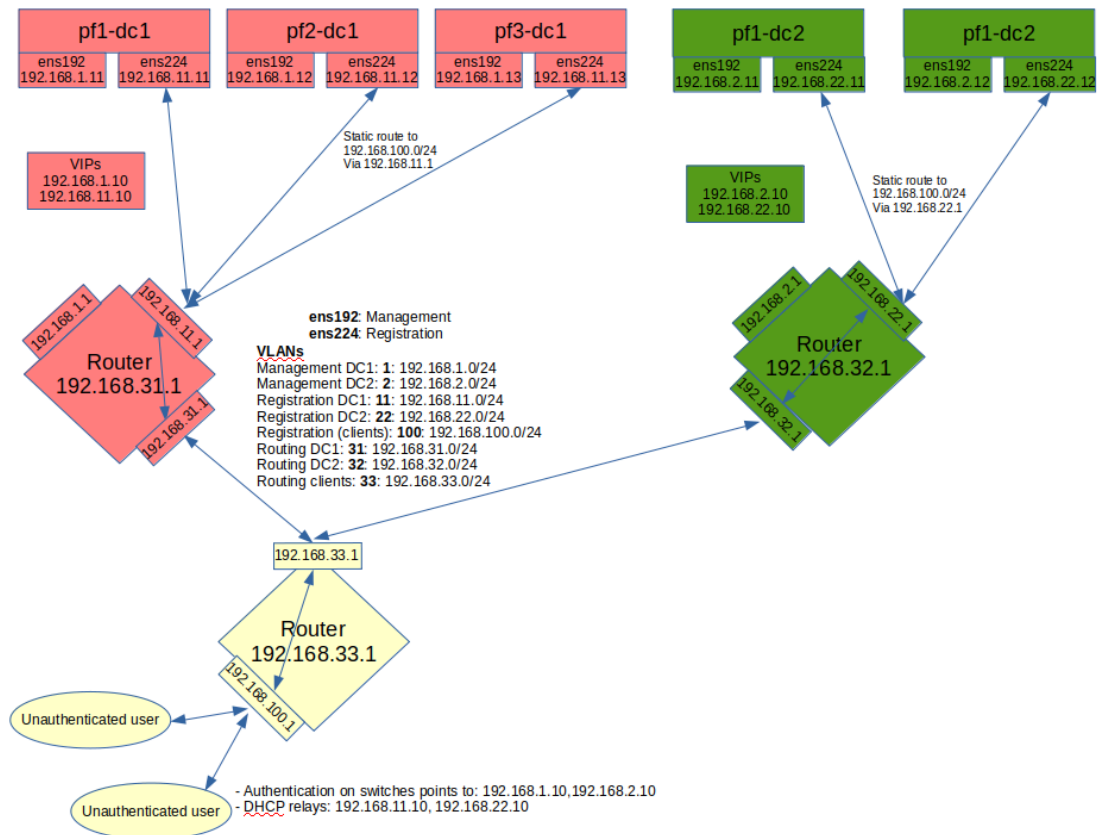 pf1-dc1
ens192
192.168.1.11
ens224
192.168.11.11
pf2-dc1
ens192
192.168.1.12
ens224
192.168.11.12
pf3-dc1
ens192
192.168.1.13
ens224
192.168.11.13
pf1-dc2
ens192
192.168.2.11
ens224
192.168.22.11
pf1-dc2
ens192
192.168.2.12
ens224
192.168.22.12
Static route to
192.168.100.0/24
Via 192.168.11.1
VIPs
192.168.1.10
192.168.11.10
VIPs
192.168.2.10
192.168.22.10
Static route to
192.168.100.0/24
Via 192.168.22.1
192.168.1.1
192.168.11.1
Router
192.168.31.1
192.168.31.1
192.168.2.1
192.168.22.1
Router
192.168.32.1
192.168.32.1
ens192: Management
ens224: Registration
VLANs
Management DC1: 1: 192.168.1.0/24
Management DC2: 2: 192.168.2.0/24
Registration DC1: 11: 192.168.11.0/24
Registration DC2: 22: 192.168.22.0/24
Registration (clients): 100: 192.168.100.0/24
Routing DC1: 31: 192.168.31.0/24
Routing DC2: 32: 192.168.32.0/24
Routing clients: 33: 192.168.33.0/24
192.168.33.1
Router
192.168.33.1
192.168.100.1
Unauthenticated user
Unauthenticated user
- Authentication on switches points to: 192.168.1.10,192.168.2.10
- DHCP relays: 192.168.11.10, 192.168.22.10